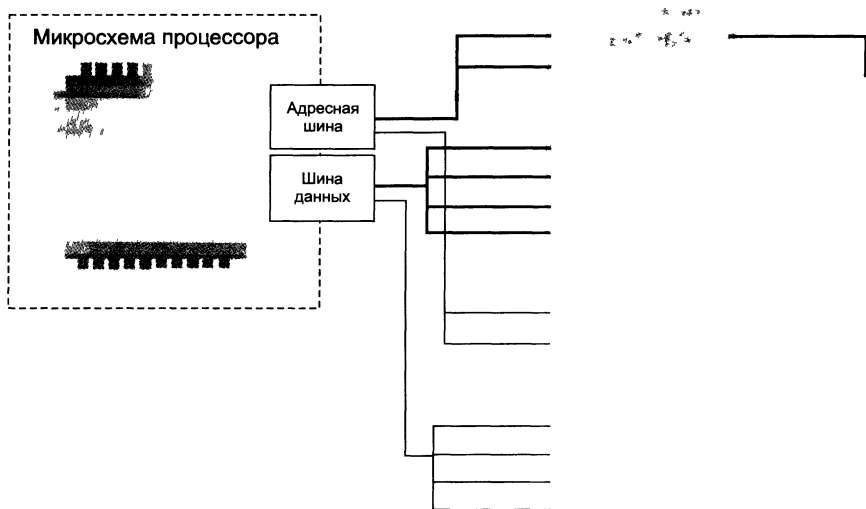 Микросхема процессора
Адресная
шина
Шина
данных